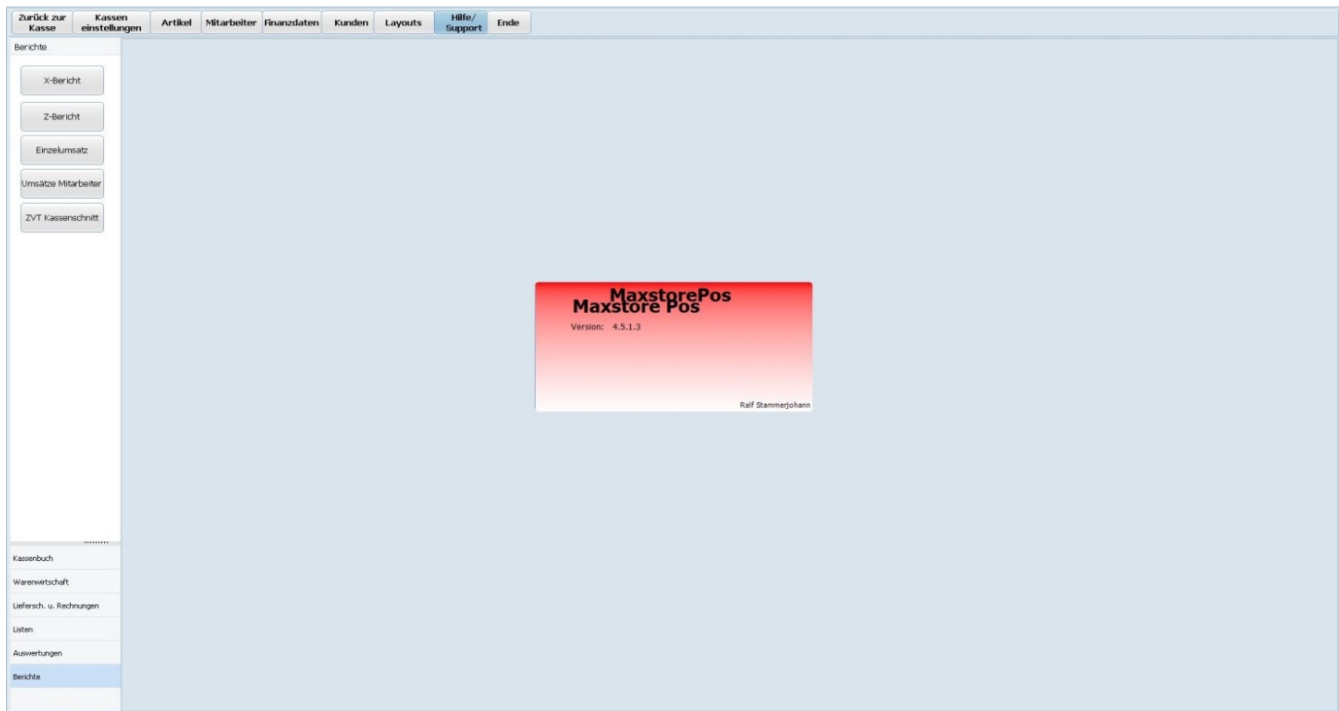 Zurück zur
Kasse
Kassen
einstellungen
Artikel
Mitarbeiter
Finanzdaten
Kunden
Layouts
Hilfe/
Support
Ende
Berichte
X-Bericht
Z-Bericht
Einzelumsatz
Umsätze Mitarbeiter
ZVT Kassenschnitt
MaxstorePos
Maxstore Pos
Version: 4.5.1.3
Ralf Stammerjohann
Kassenbuch
Warenwirtschaft
Liefersch. u. Rechnungen
Listen
Auswertungen
Berichte